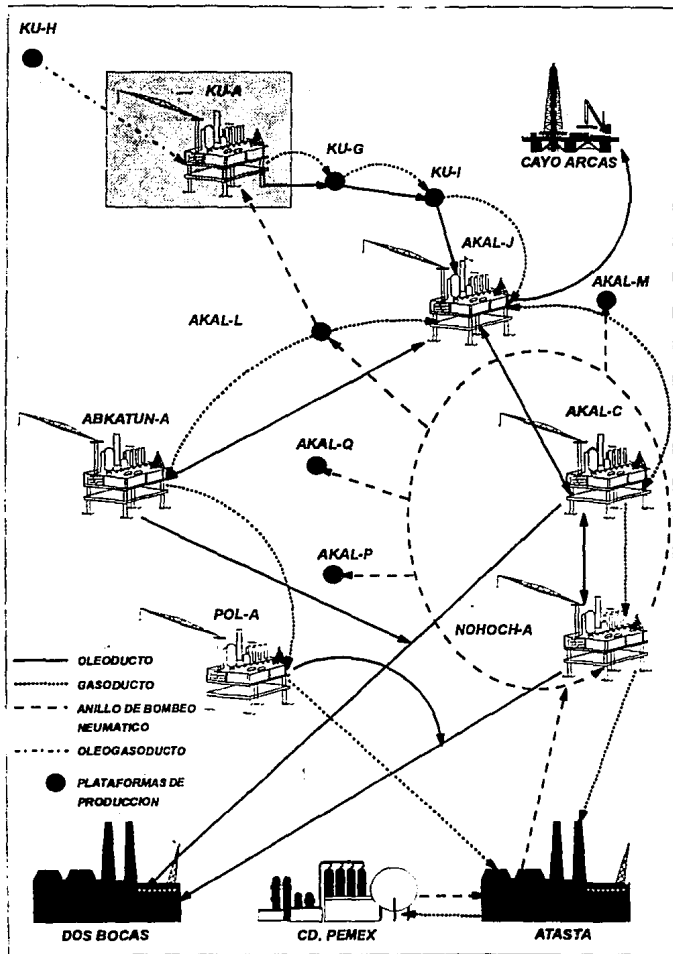 KU-H
KU-A
KU-G
KU-I
CAYO ARCAS
AKAL-J
AKAL-M
AKAL-L
ABKATUN-A
AKAL-C
AKAL-Q
AKAL-P
POL-A
NOHOCH-A
OLEODUCTO
GASODUCTO
ANILLO DE BOMBEO
NEUMATICO
OLEOGASODUCTO
PLATAFORMAS DE
PRODUCCION
DOS BOCAS
CD. PEMEX
ATASTA